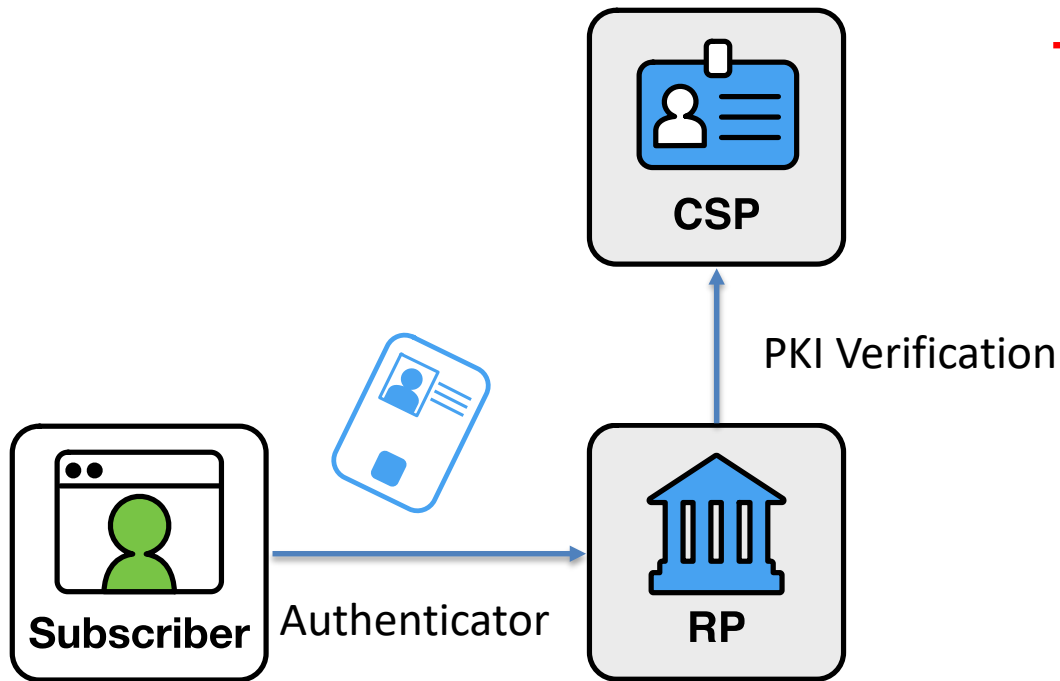 CSP
PKI Verification
Subscriber
Authenticator
RP